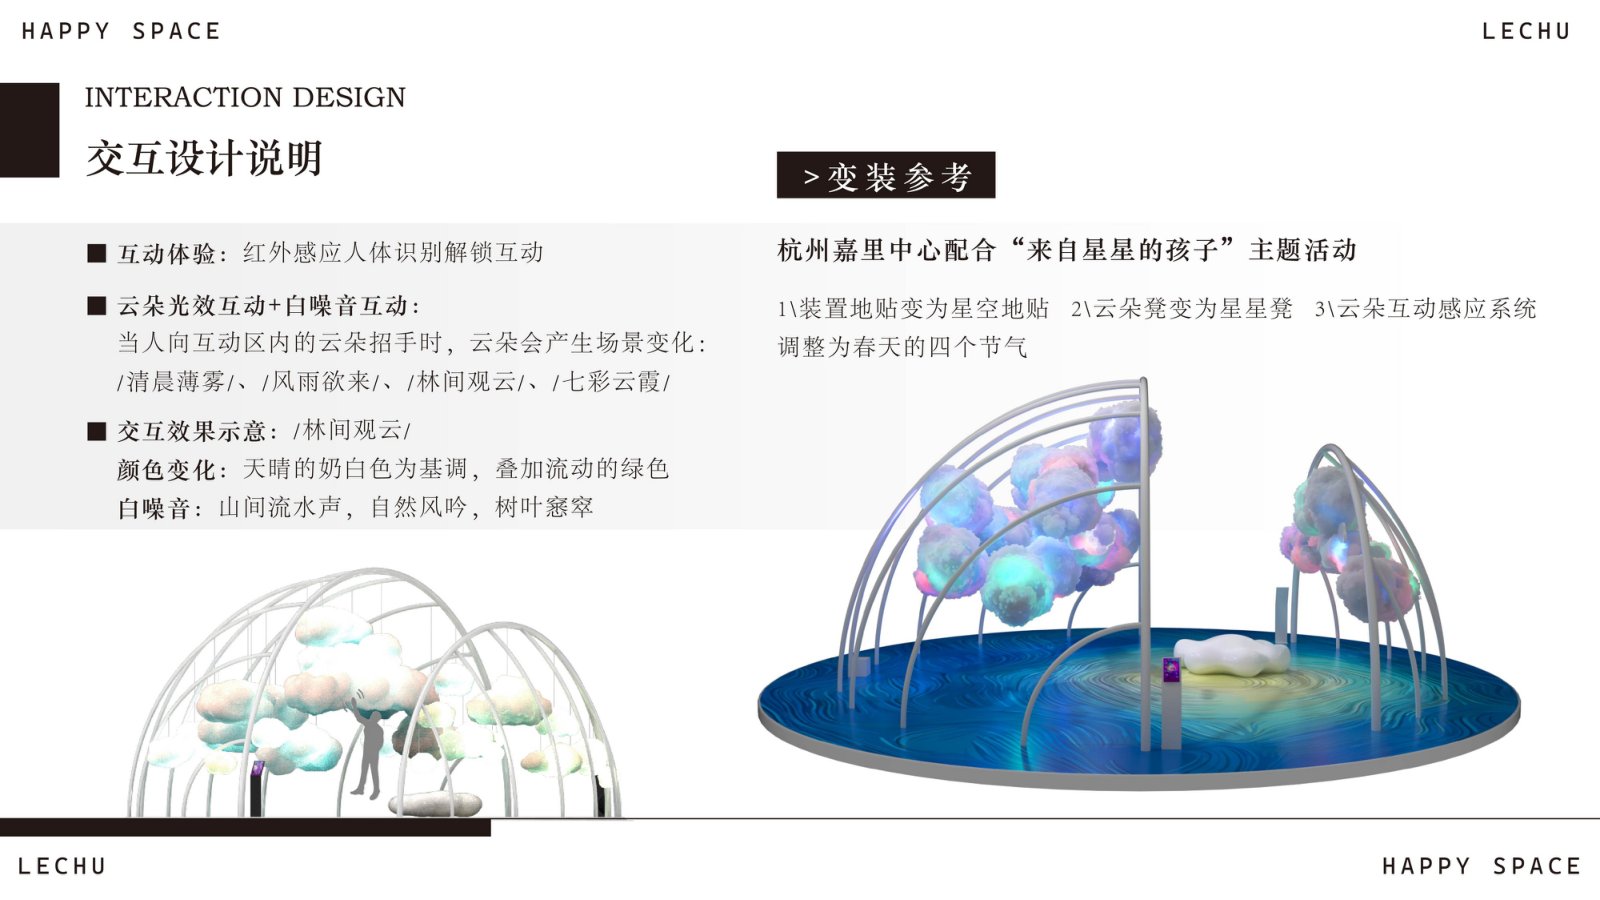 HAPPY SPACE
LECHU
INTERACTION DESIGN
交互设计说明
■ 互动体验：红外感应人体识别解锁互动
■ 云朵光效互动+白噪音互动：
当人向互动区内的云朵招手时，云朵会产生场景变化：
/清晨薄雾/、/风雨欲来/、/林间观云/、/七彩云霞/
■ 交互效果示意：/林间观云/
颜色变化：天晴的奶白色为基调，叠加流动的绿色
白噪音：山间流水声，自然风吟，树叶窸窣
>变装参考
杭州嘉里中心配合“来自星星的孩子”主题活动
1\装置地贴变为星空地贴 2\云朵凳变为星星凳 3\云朵互动感应系统
调整为春天的四个节气
LECHU
HAPPY SPACE